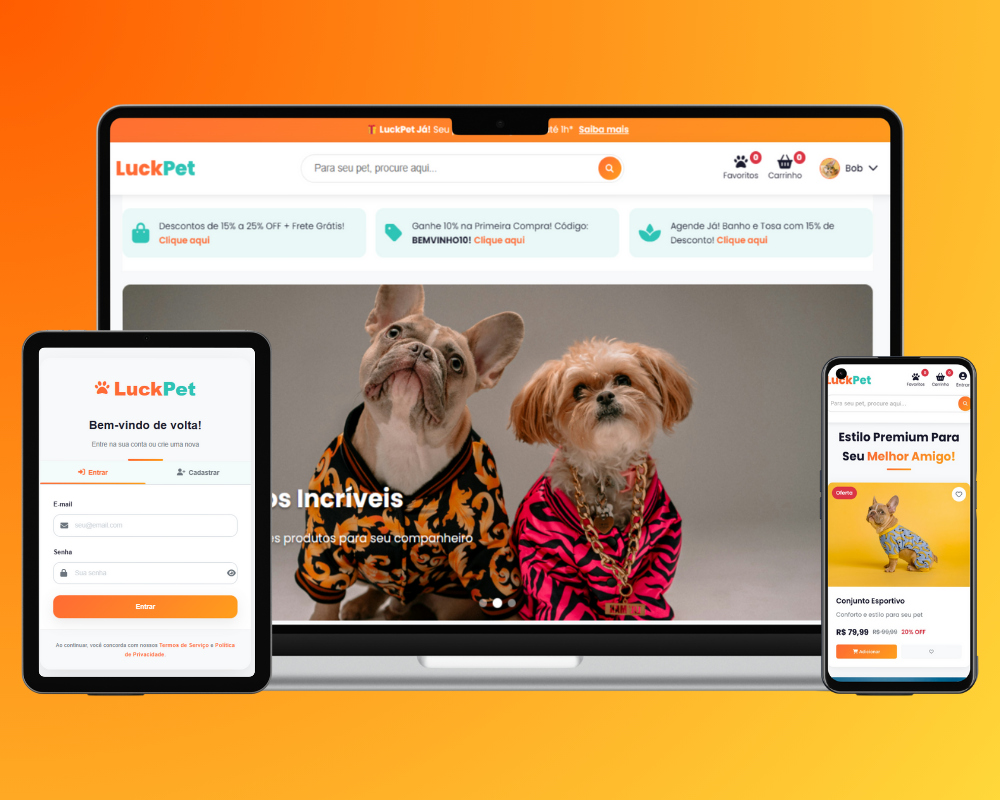 LuckPet Já! Seu
té 1h* Saiba mais
LuckPet
Para seu pet, procure aqui...
0
Favoritos
0
Carrinho
Bob
Descontos de 15% a 25% OFF + Frete Grátis!
Clique aqui
Ganhe 10% na Primeira Compra! Código:
BEMVINHO10! Clique aqui
Agende Já! Banho e Tosa com 15% de
Desconto! Clique aqui
os Incríveis
es produtos para seu companheiro
LuckPet
Bem-vindo de volta!
Entre na sua conta ou crie uma nova
Entrar
Cadastrar
E-mail
seu@email.com
Senha
Sua senha
Entrar
Ao continuar, você concorda com nossos Termos de Serviço e Política
de Privacidade.
LuckPet
0
Favoritos
0
Carrinho
Entrar
Para seu pet, procure aqui...
Estilo Premium Para
Seu Melhor Amigo!
Oferta
Conjunto Esportivo
Conforto e estilo para seu pet
R$ 79,99 R$ 99,99 20% OFF
Adicionar